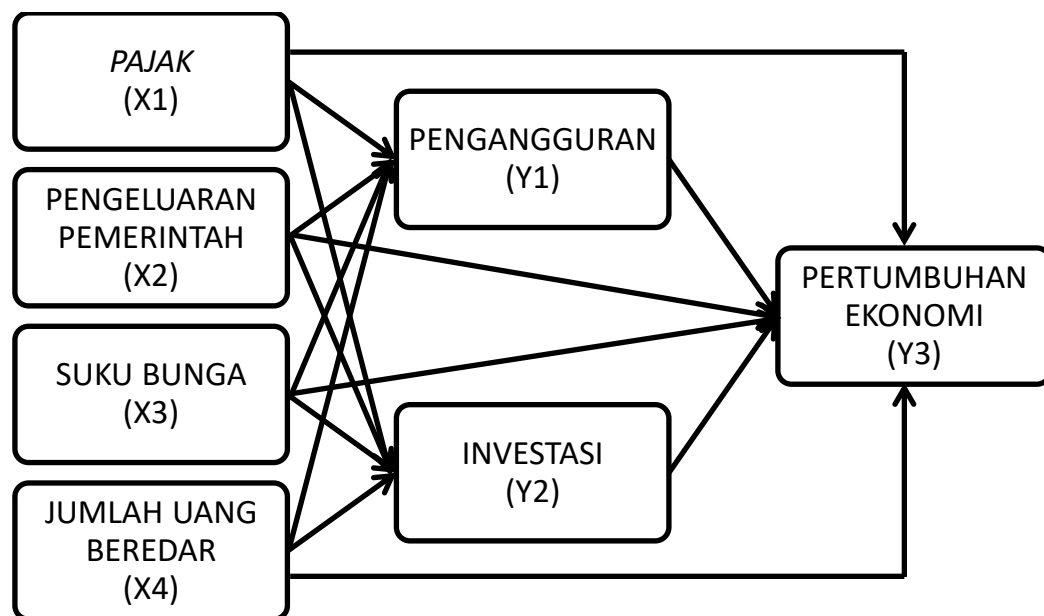 PAJAK
(X1)
PENGELUARAN
PEMERINTAH
(X2)
SUKU BUNGA
(X3)
JUMLAH UANG
BEREDAR
(X4)
PENGANGGURAN
(Y1)
INVESTASI
(Y2)
PERTUMBUHAN
EKONOMI
(Y3)